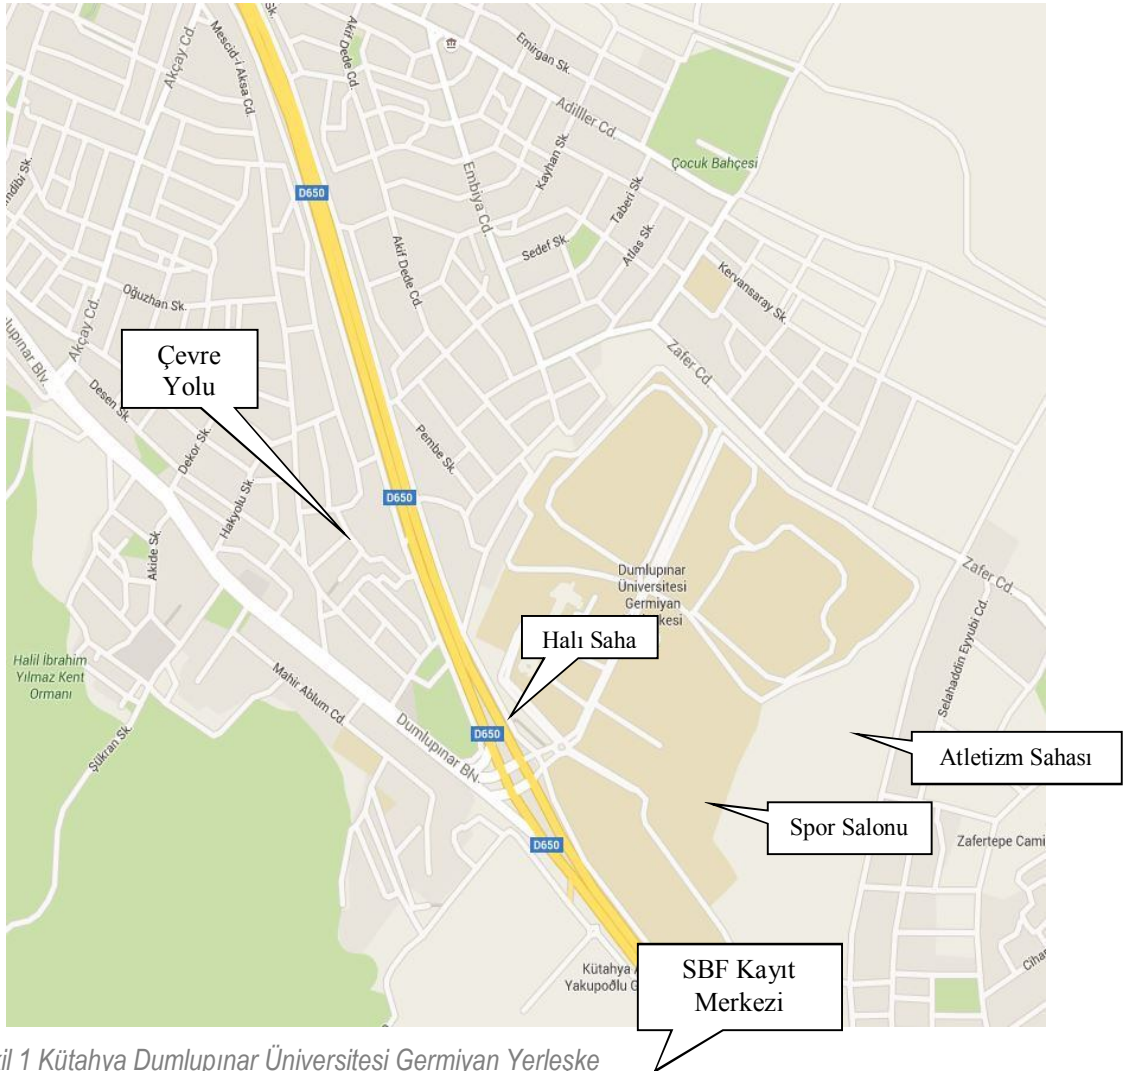 Akçay Cd.
Mescid-i Aksa Cd.
Sk.
Akif Dede Cd.
Emirgan Sk.
Adilller Cd.
Çocuk Bahçesi
Kayhan Sk.
Embiya Cd.
Taberi Sk.
D650
Sedef Sk.
Atlas Sk.
Akif Dede Cd.
Kervansaray Sk.
Oğuzhan Sk.
Akçay Cd.
Zafer Cd.
Çevre
Yolu
Desen Sk.
Dekor Sk.
Pembe Sk.
Hakyolu Sk.
D650
Akide Sk.
Dumlupınar
Üniversitesi
Germiyan
Zafer Cd.
Halı Saha
Selahaddin Eyyubi Cd.
Halil İbrahim
Yılmaz Kent
Ormanı
Mahir Ablum Cd.
Şükran Sk.
Dumlupınar Blv.
D650
Atletizm Sahası
Spor Salonu
D650
Zafertepe Cami
SBF Kayıt
Merkezi
Kütahya
Yakupoğlu
il 1 Kütahya Dumlupınar Üniversitesi Germiyan Yerleşke